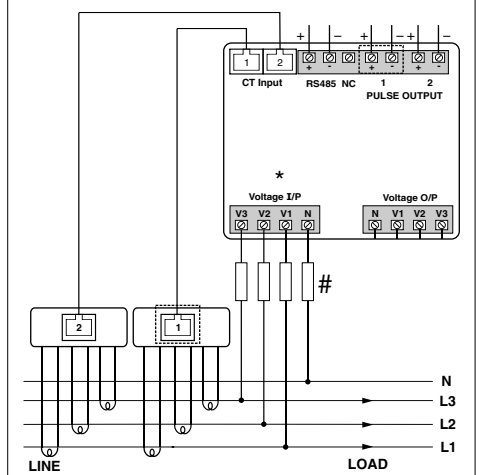 + − + − + −
1 2
+ - + - + -
CT Input RS485 NC 1 2
PULSE OUTPUT
*
Voltage I/P Voltage O/P
V3 V2 V1 N N V1 V2 V3
#
2 1
N
L3
L2
L1
LINE LOAD